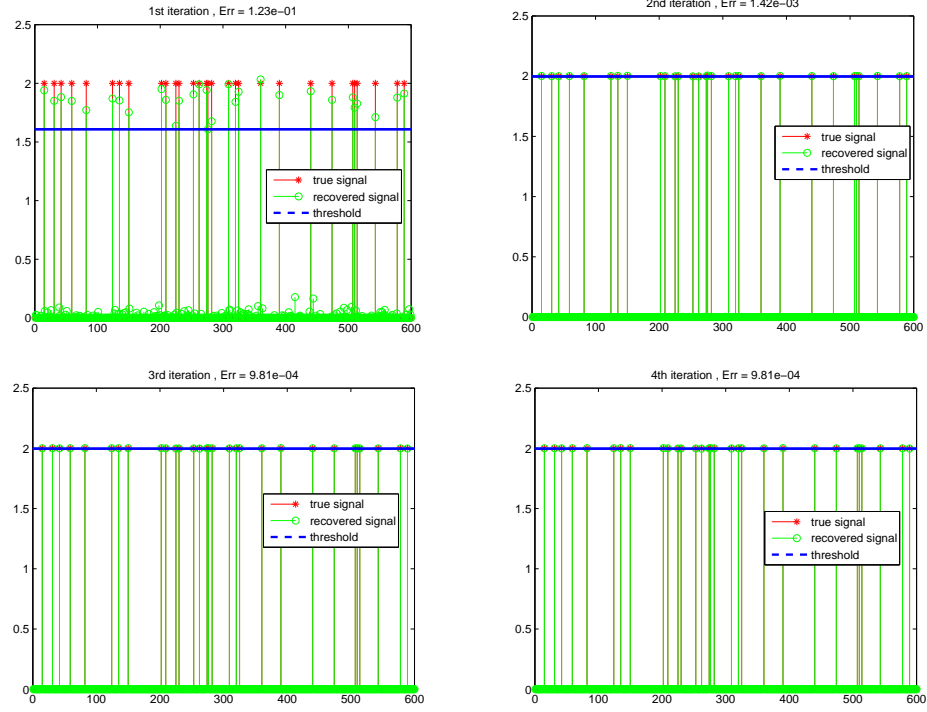 1st iteration , Err = 1.23e−01
2.5
2
1.5
1
0.5
0
0 100 200 300 400 500 600
true signal
recovered signal
threshold
2nd iteration , Err = 1.42e−03
2.5
2
1.5
1
0.5
0
0 100 200 300 400 500 600
true signal
recovered signal
threshold
3rd iteration , Err = 9.81e−04
2.5
2
1.5
1
0.5
0
0 100 200 300 400 500 600
true signal
recovered signal
threshold
4th iteration , Err = 9.81e−04
2.5
2
1.5
1
0.5
0
0 100 200 300 400 500 600
true signal
recovered signal
threshold